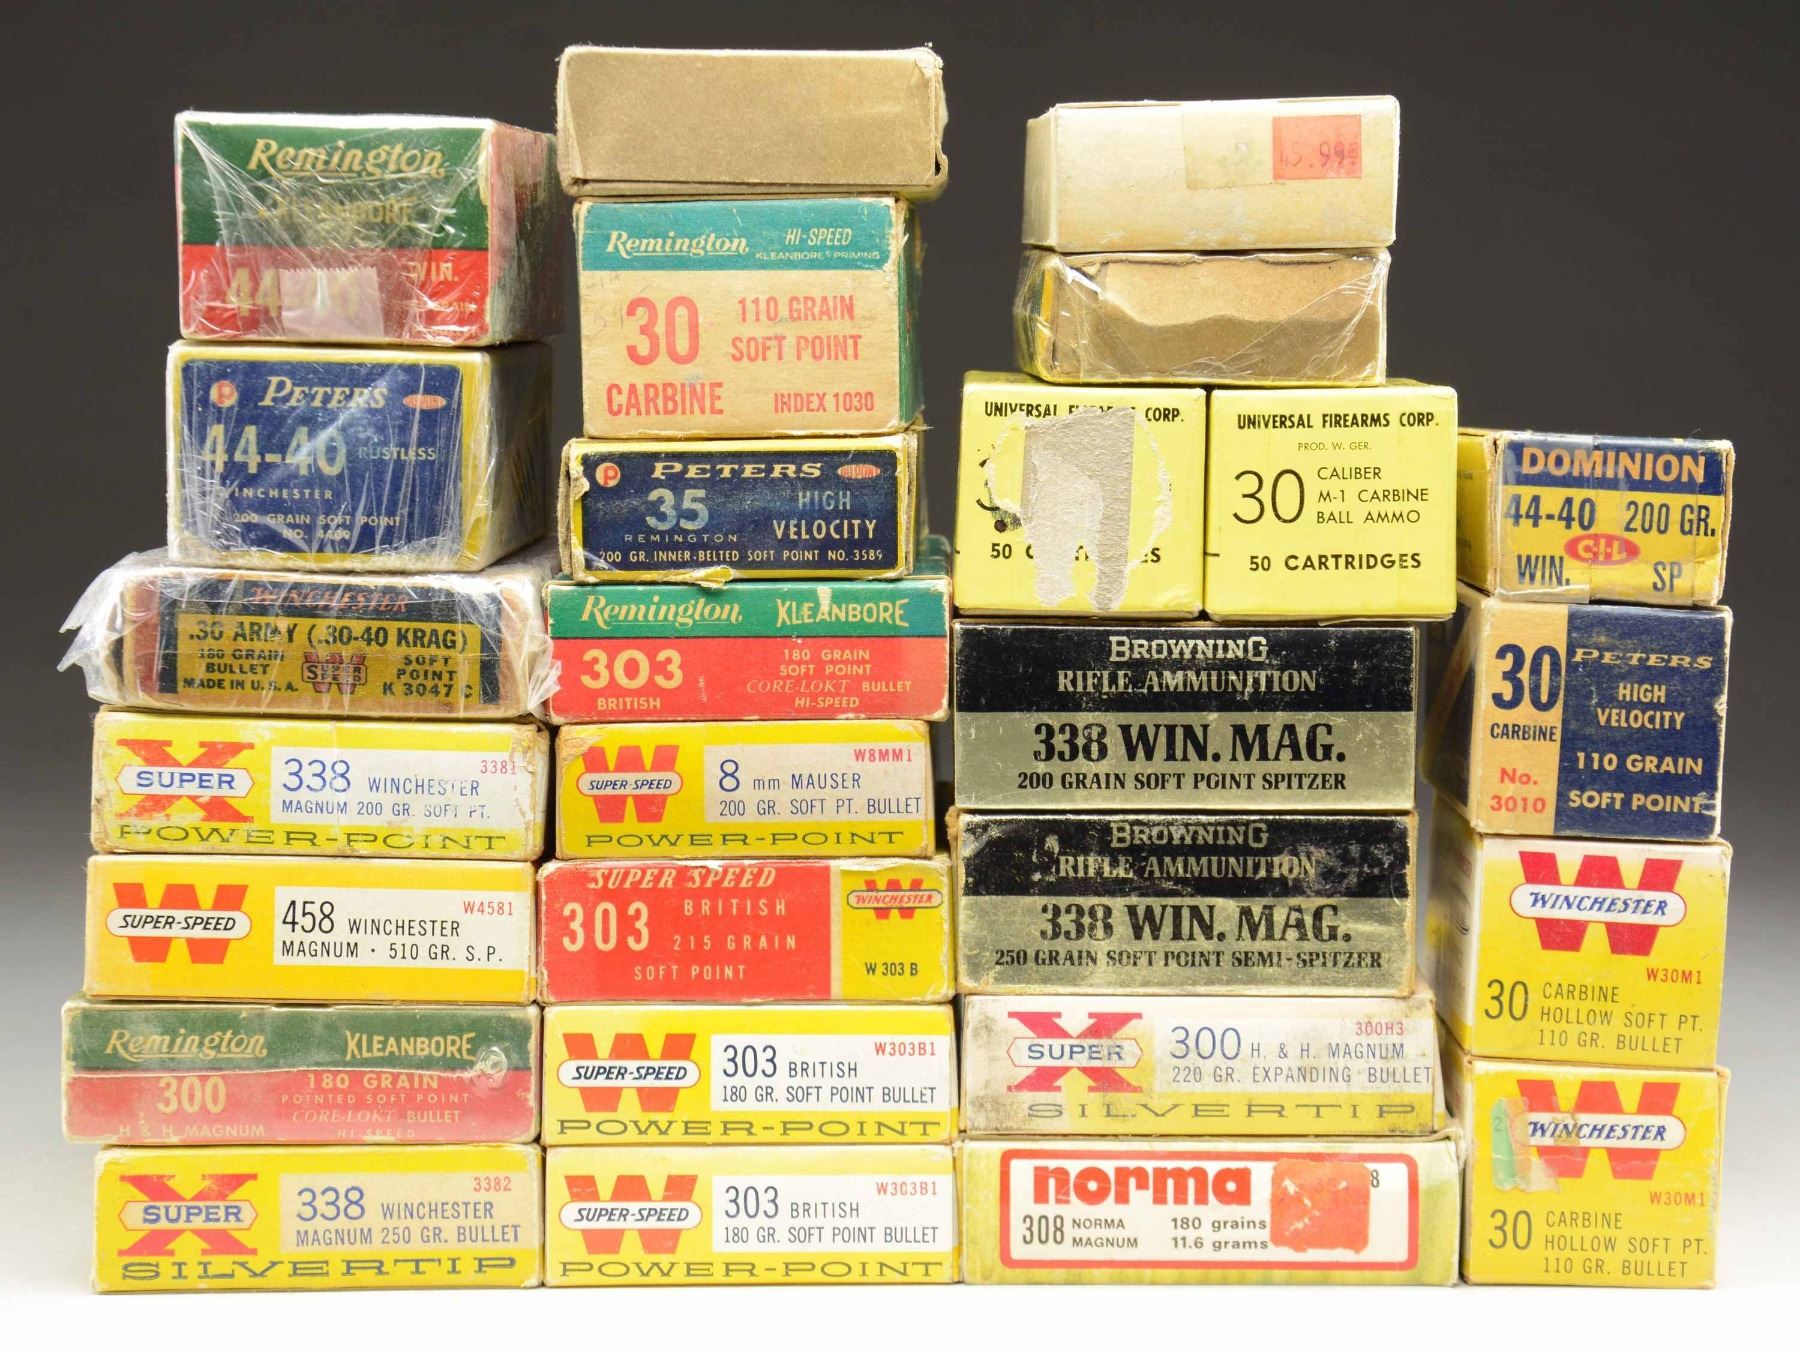 Remington
KLEANBORE
44-40 WIN.
P PETERS DUPONT
44-40 RUSTLESS
WINCHESTER
200 GRAIN SOFT POINT
NO. 4409
WINCHESTER
.30 ARMY (.30-40 KRAG)
180 GRAIN
BULLET
MADE IN U.S.A.
W
SUPER
SPEED
SOFT
POINT
K 3047 C
X
SUPER
3381
338 WINCHESTER
MAGNUM 200 GR. SOFT PT.
POWER-POINT
W
SUPER-SPEED
W4581
458 WINCHESTER
MAGNUM • 510 GR. S.P.
Remington KLEANBORE
300
H & H MAGNUM
180 GRAIN
POINTED SOFT POINT
CORE-LOKT BULLET
HI-SPEED
X
SUPER
3382
338 WINCHESTER
MAGNUM 250 GR. BULLET
SILVERTIP
Remington HI-SPEED
KLEANBORE PRIMING
30
CARBINE
110 GRAIN
SOFT POINT
INDEX 1030
P PETERS DUPONT
35
REMINGTON
HIGH
VELOCITY
200 GR. INNER-BELTED SOFT POINT NO. 3589
Remington, KLEANBORE
303
BRITISH
180 GRAIN
SOFT POINT
CORE-LOKT BULLET
HI-SPEED
W
SUPER-SPEED
W8MM1
8 mm MAUSER
200 GR. SOFT PT. BULLET
POWER-POINT
SUPER SPEED
303 BRITISH
215 GRAIN
SOFT POINT
W
WINCHESTER
W 303 B
W
SUPER-SPEED
W303B1
303 BRITISH
180 GR. SOFT POINT BULLET
POWER-POINT
W
SUPER-SPEED
W303B1
303 BRITISH
180 GR. SOFT POINT BULLET
POWER-POINT
45.99
UNIVERSAL CORP.
50
UNIVERSAL FIREARMS CORP.
PROD. W. GER.
30 CALIBER
M-1 CARBINE
BALL AMMO
50 CARTRIDGES
BROWNING
RIFLE AMMUNITION
338 WIN. MAG.
200 GRAIN SOFT POINT SPITZER
BROWNING
RIFLE AMMUNITION
338 WIN. MAG.
250 GRAIN SOFT POINT SEMI-SPITZER
X
SUPER
300H3
300 H. & H. MAGNUM
220 GR. EXPANDING BULLET
SILVERTIP
norma
308 NORMA
MAGNUM
180 grains
11.6 grams
8
DOMINION
44-40 200 GR.
C-I-L
WIN. SP
30
CARBINE
No.
3010
PETERS
HIGH
VELOCITY
110 GRAIN
SOFT POINT
W
WINCHESTER
W30M1
30 CARBINE
HOLLOW SOFT PT.
110 GR. BULLET
W
2
WINCHESTER
W30M1
30 CARBINE
HOLLOW SOFT PT.
110 GR. BULLET